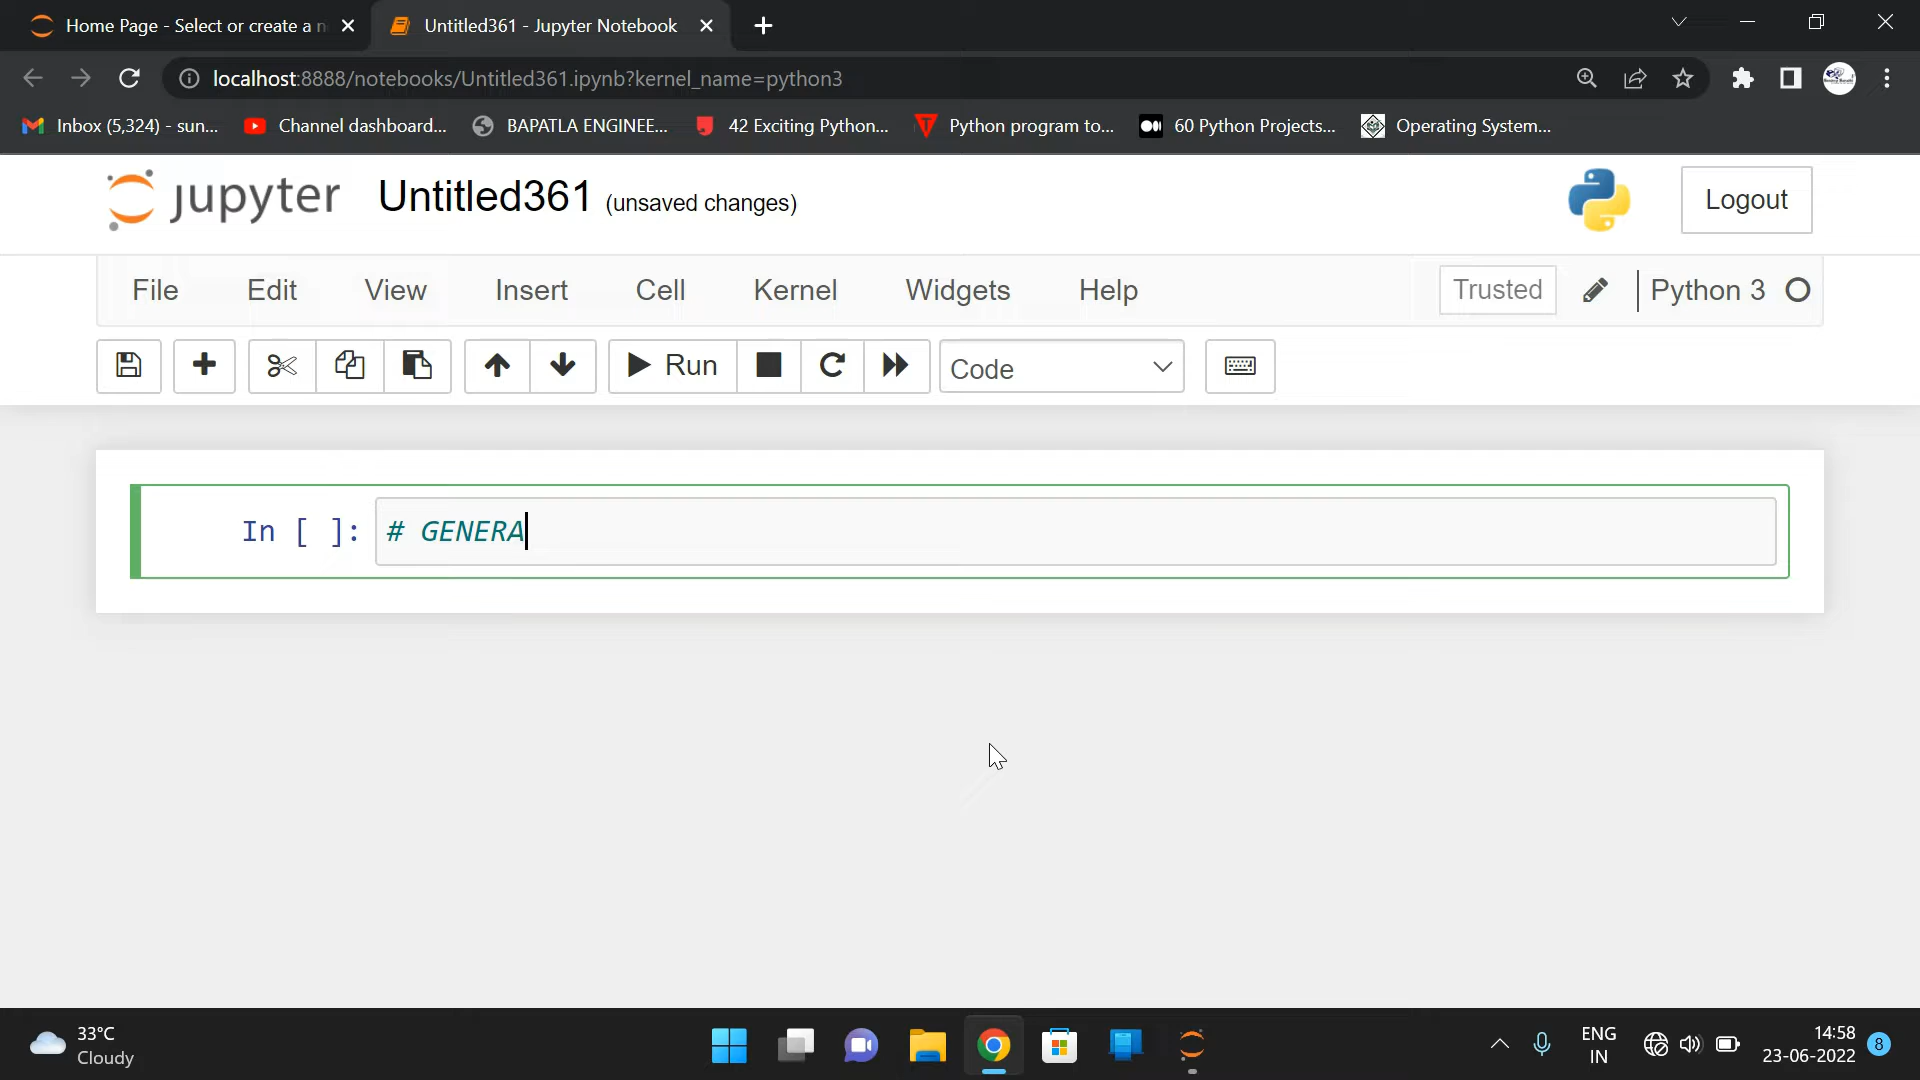 Home Page - Select or create a n
Untitled361 - Jupyter Notebook
localhost:8888/notebooks/Untitled361.ipynb?kernel_name=python3
Inbox (5,324) - sun...
Channel dashboard...
BAPATLA ENGINEE...
42 Exciting Python...
Python program to...
60 Python Projects...
Operating System...
jupyter
Untitled361 (unsaved changes)
Logout
File Edit View Insert Cell Kernel Widgets Help
Trusted
Python 3
Run
Code
In [ ]: # GENERA
33°C
Cloudy
ENG
IN
14:58
23-06-2022
8